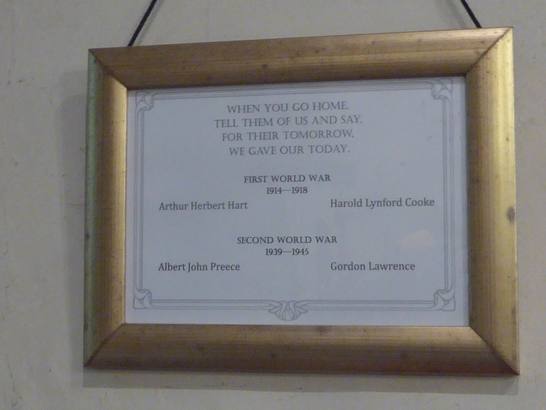 WHEN YOU GO HOME,
TELL THEM OF US AND SAY,
FOR THEIR TOMORROW,
WE GAVE OUR TODAY.
FIRST WORLD WAR
1914—1918
Arthur Herbert Hart Harold Lynford Cooke
SECOND WORLD WAR
1939—1945
Albert John Preece Gordon Lawrence